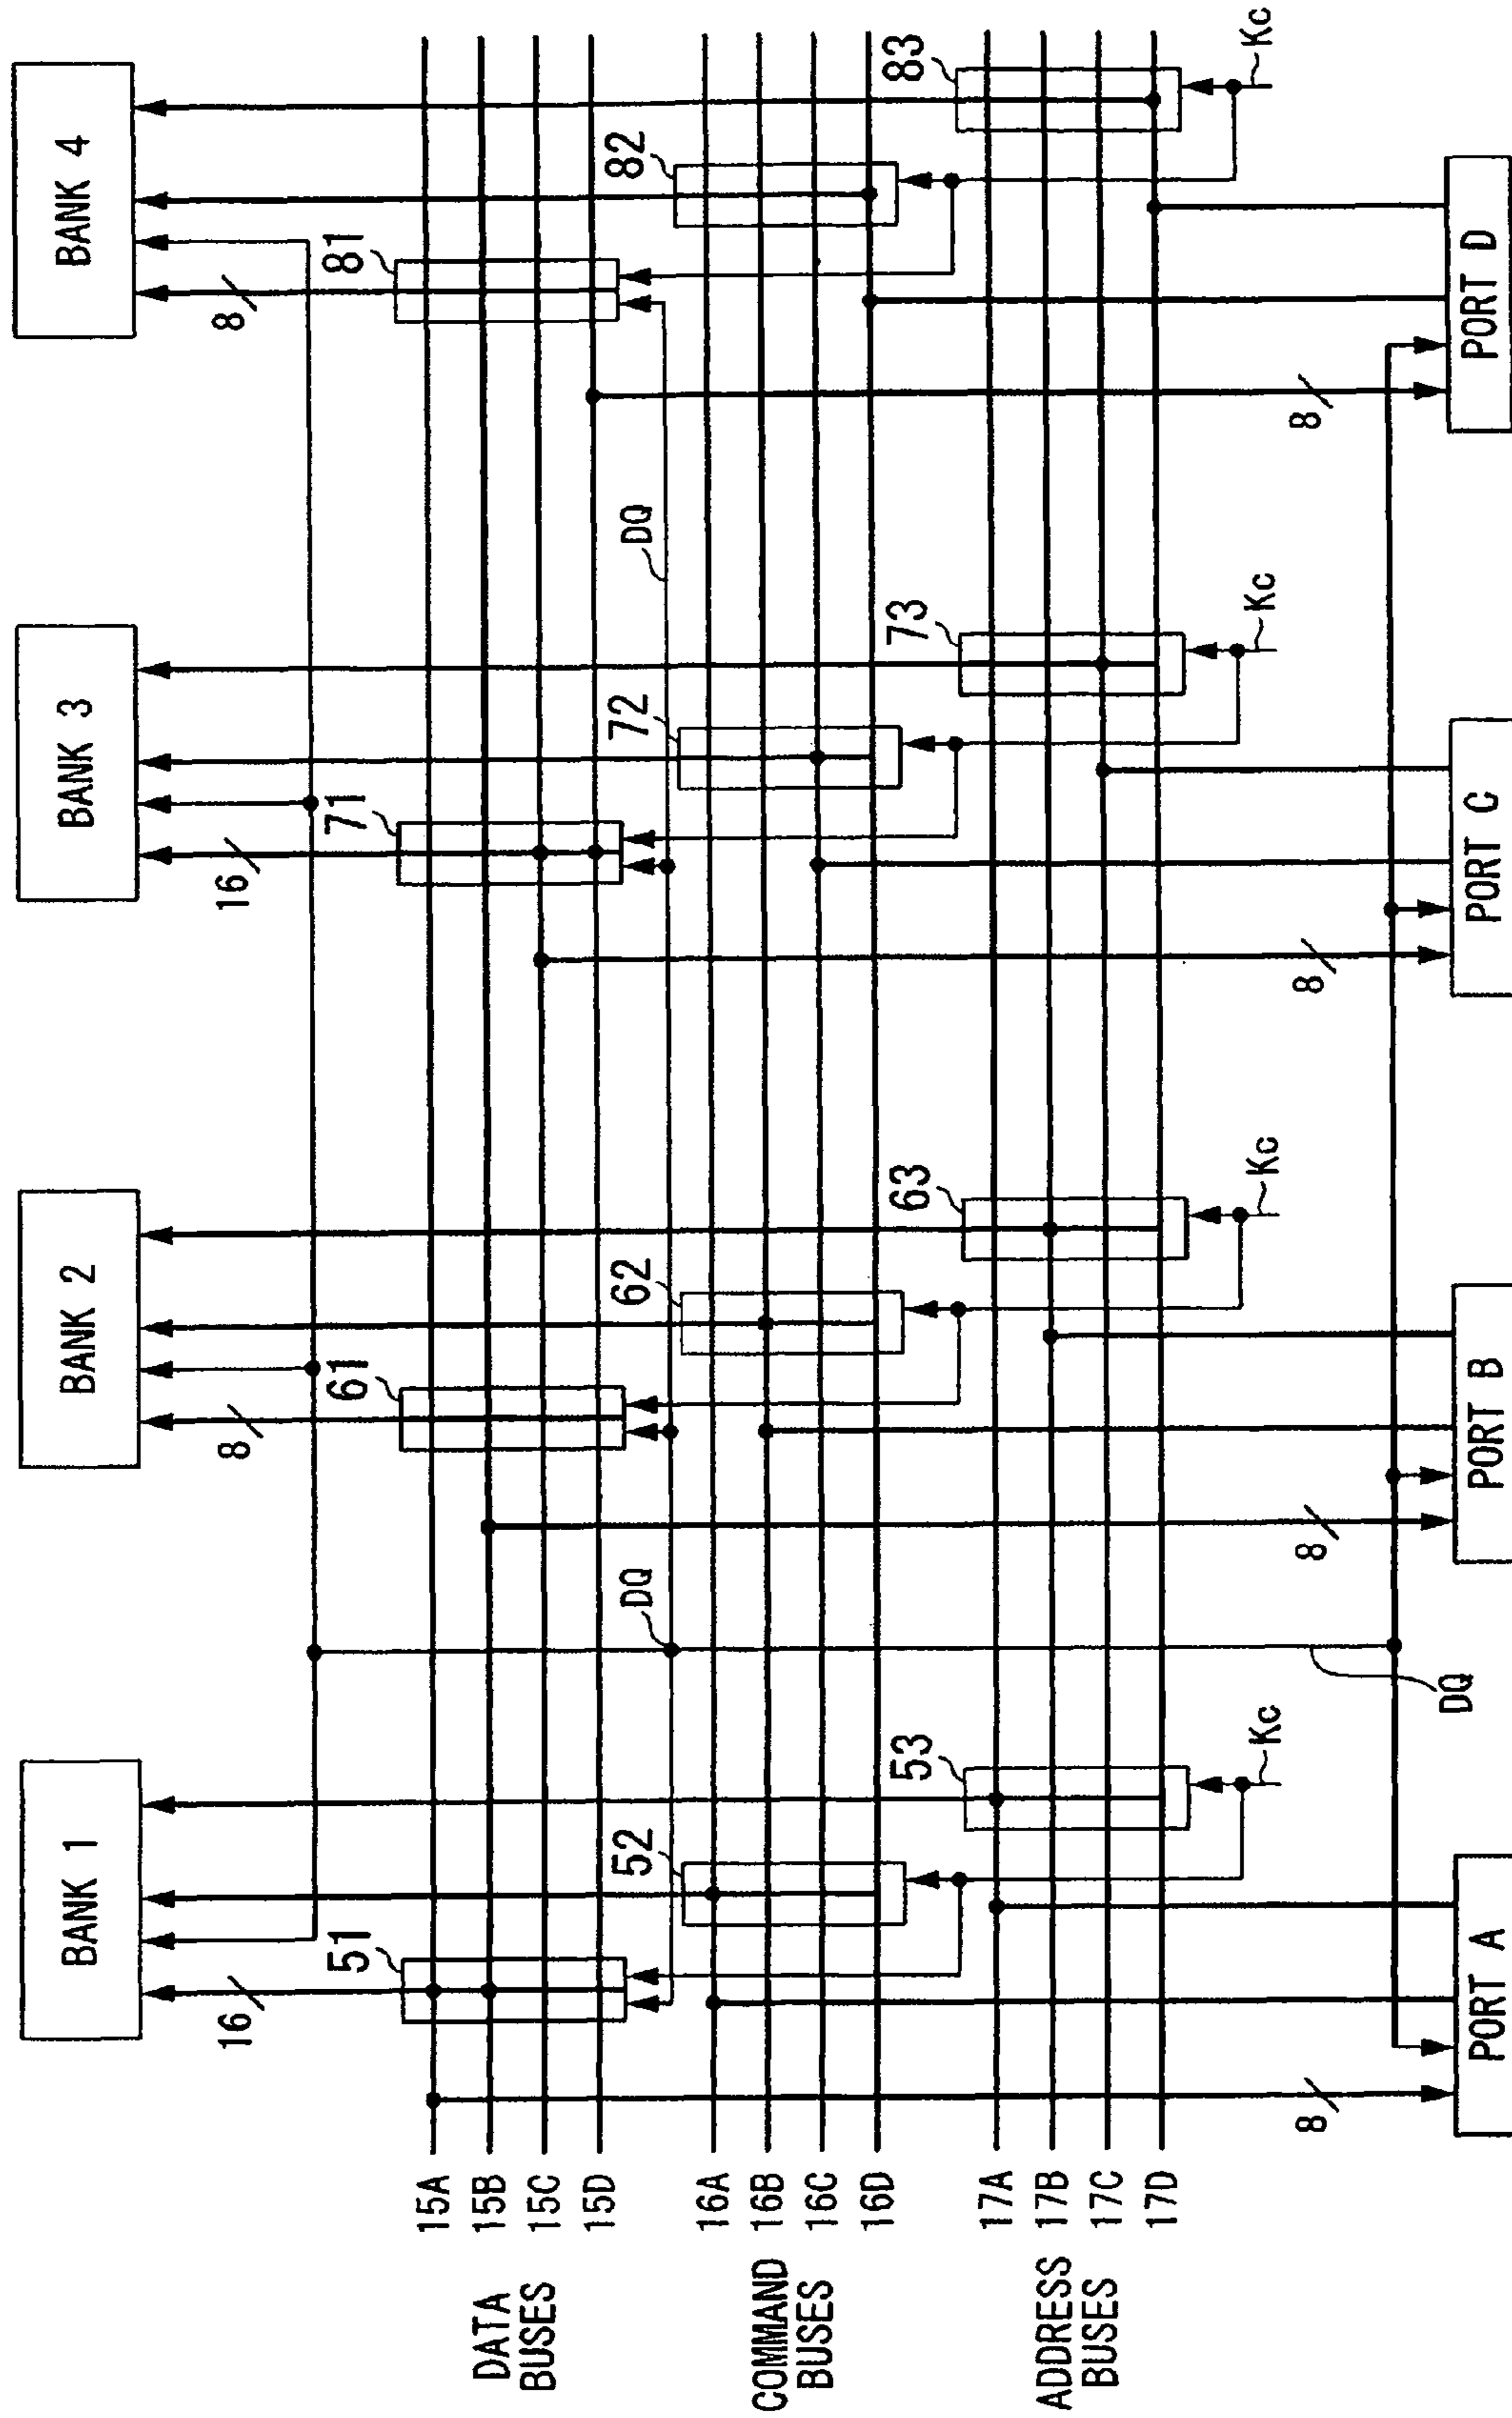 BANK 1
BANK 2
BANK 3
BANK 4
16
8
16
8
51
61
71
81
15A
15B
15C
15D
DATA
BUSES
DQ
DQ
52
62
72
82
16A
16B
16C
16D
COMMAND
BUSES
53
63
73
83
17A
17B
17C
17D
ADDRESS
BUSES
Kc
Kc
Kc
Kc
8
8
8
8
DQ
PORT A
PORT B
PORT C
PORT D